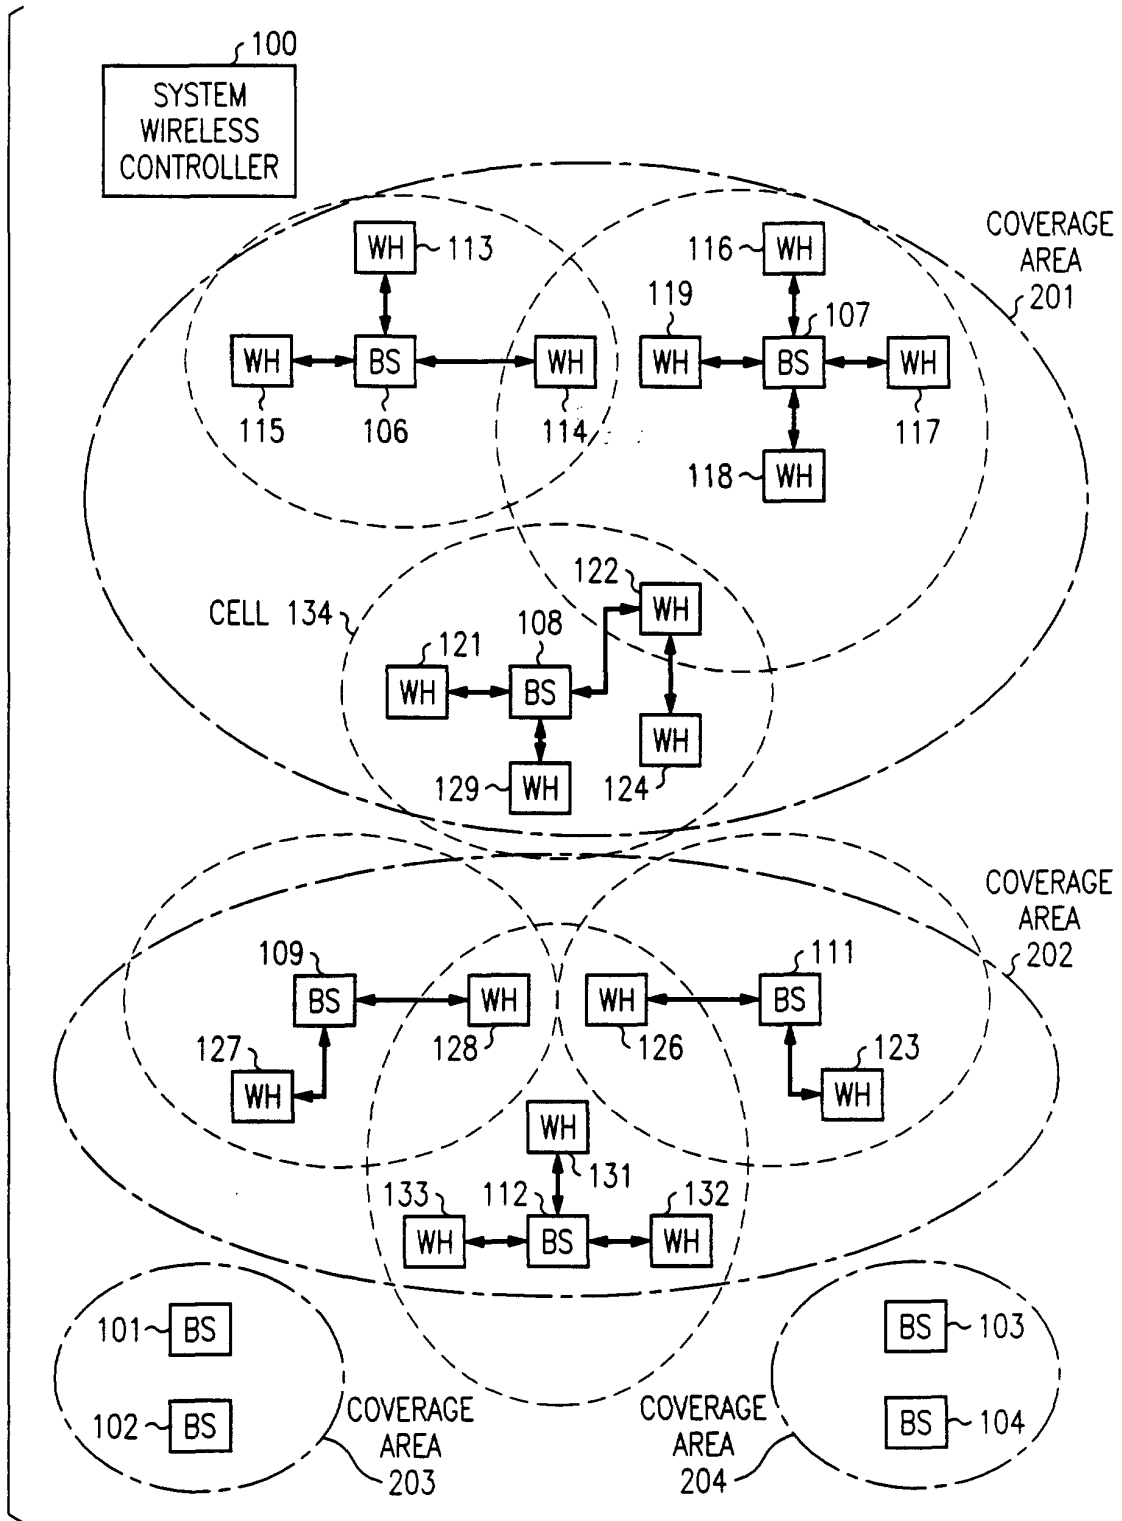 100
SYSTEM
WIRELESS
CONTROLLER
COVERAGE
AREA
201
WH 113
116 WH
119
107
WH BS WH
WH BS WH
115 106 114
117
118 WH
CELL 134
122
WH
121
108
WH BS
WH
129 WH 124
COVERAGE
AREA
202
109
111
BS WH
WH BS
127 128 126 123
WH
WH
WH
131
133 112 132
WH BS WH
101 BS
BS 103
102 BS
BS 104
COVERAGE
AREA
203
COVERAGE
AREA
204